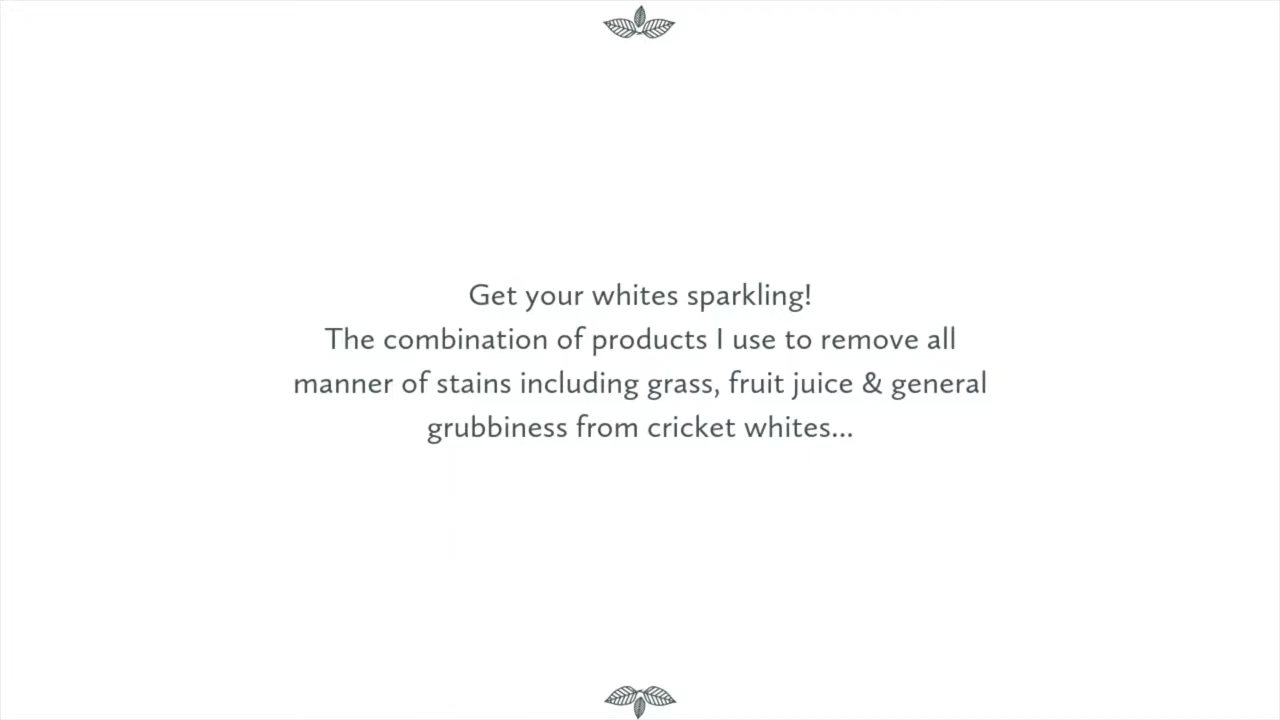 Get your whites sparkling!
The combination of products I use to remove all
manner of stains including grass, fruit juice & general
grubbiness from cricket whites...